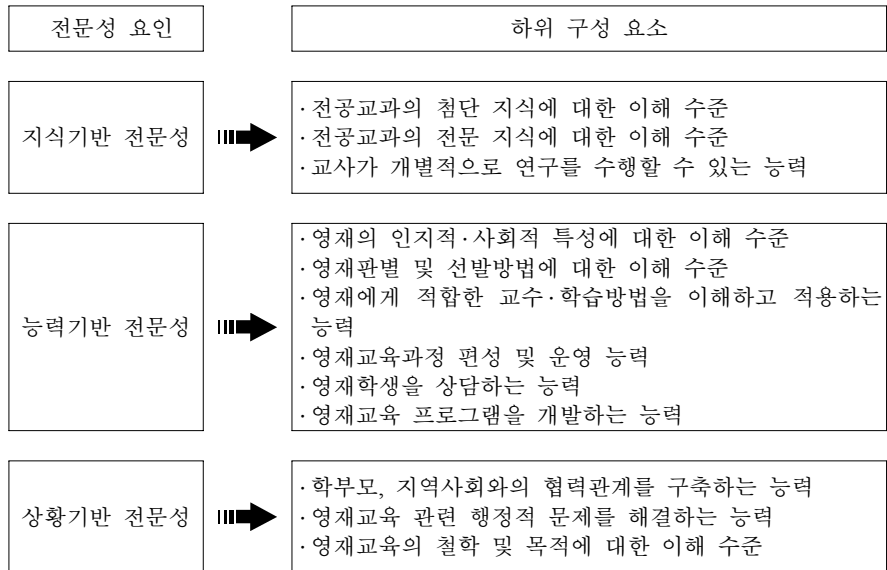 전문성 요인
하위 구성 요소
지식기반 전문성
·전공교과의 첨단 지식에 대한 이해 수준
·전공교과의 전문 지식에 대한 이해 수준
·교사가 개별적으로 연구를 수행할 수 있는 능력
능력기반 전문성
·영재의 인지적·사회적 특성에 대한 이해 수준
·영재판별 및 선발방법에 대한 이해 수준
·영재에게 적합한 교수·학습방법을 이해하고 적용하는
능력
·영재교육과정 편성 및 운영 능력
·영재학생을 상담하는 능력
·영재교육 프로그램을 개발하는 능력
상황기반 전문성
·학부모, 지역사회와의 협력관계를 구축하는 능력
·영재교육 관련 행정적 문제를 해결하는 능력
·영재교육의 철학 및 목적에 대한 이해 수준